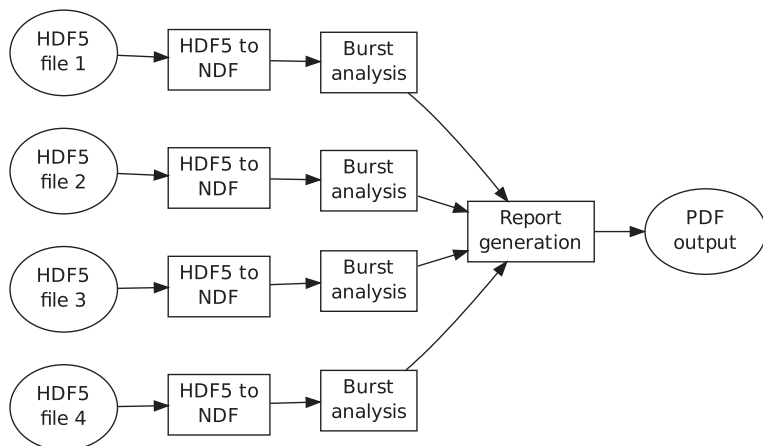 HDF5
file 1
HDF5 to
NDF
Burst
analysis
HDF5
file 2
HDF5 to
NDF
Burst
analysis
HDF5
file 3
HDF5 to
NDF
Burst
analysis
HDF5
file 4
HDF5 to
NDF
Burst
analysis
Report
generation
PDF
output